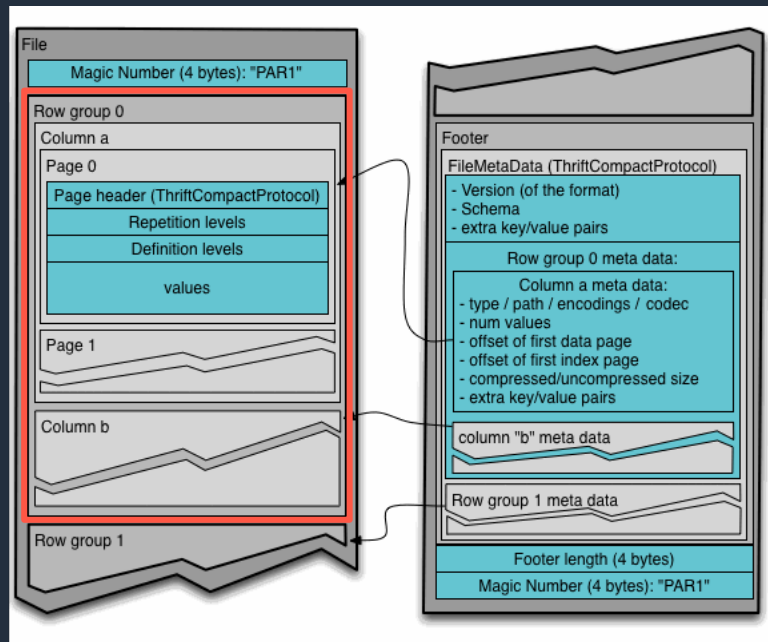 File
Magic Number (4 bytes): "PAR1"
Row group 0
Column a
Page 0
Page header (ThriftCompactProtocol)
Repetition levels
Definition levels
values
Page 1
Column b
Row group 1
Footer
FileMetaData (ThriftCompactProtocol)
- Version (of the format)
- Schema
- extra key/value pairs
Row group 0 meta data:
Column a meta data:
- type / path / encodings / codec
- num values
- offset of first data page
- offset of first index page
- compressed/uncompressed size
- extra key/value pairs
column "b" meta data
Row group 1 meta data
Footer length (4 bytes)
Magic Number (4 bytes): "PAR1"